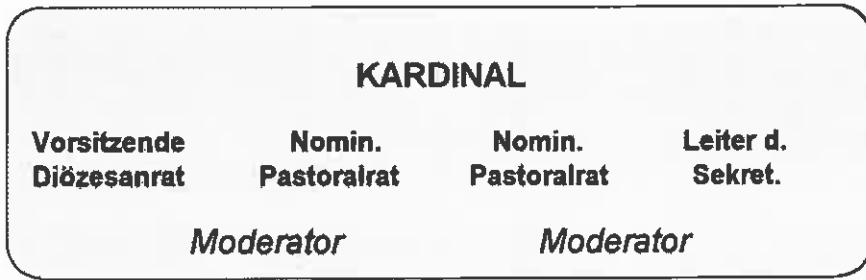 KARDINAL
Vorsitzende Nomin. Nomin. Leiter d.
Diözesanrat Pastoralrat Pastoralrat Sekret.
Moderator Moderator